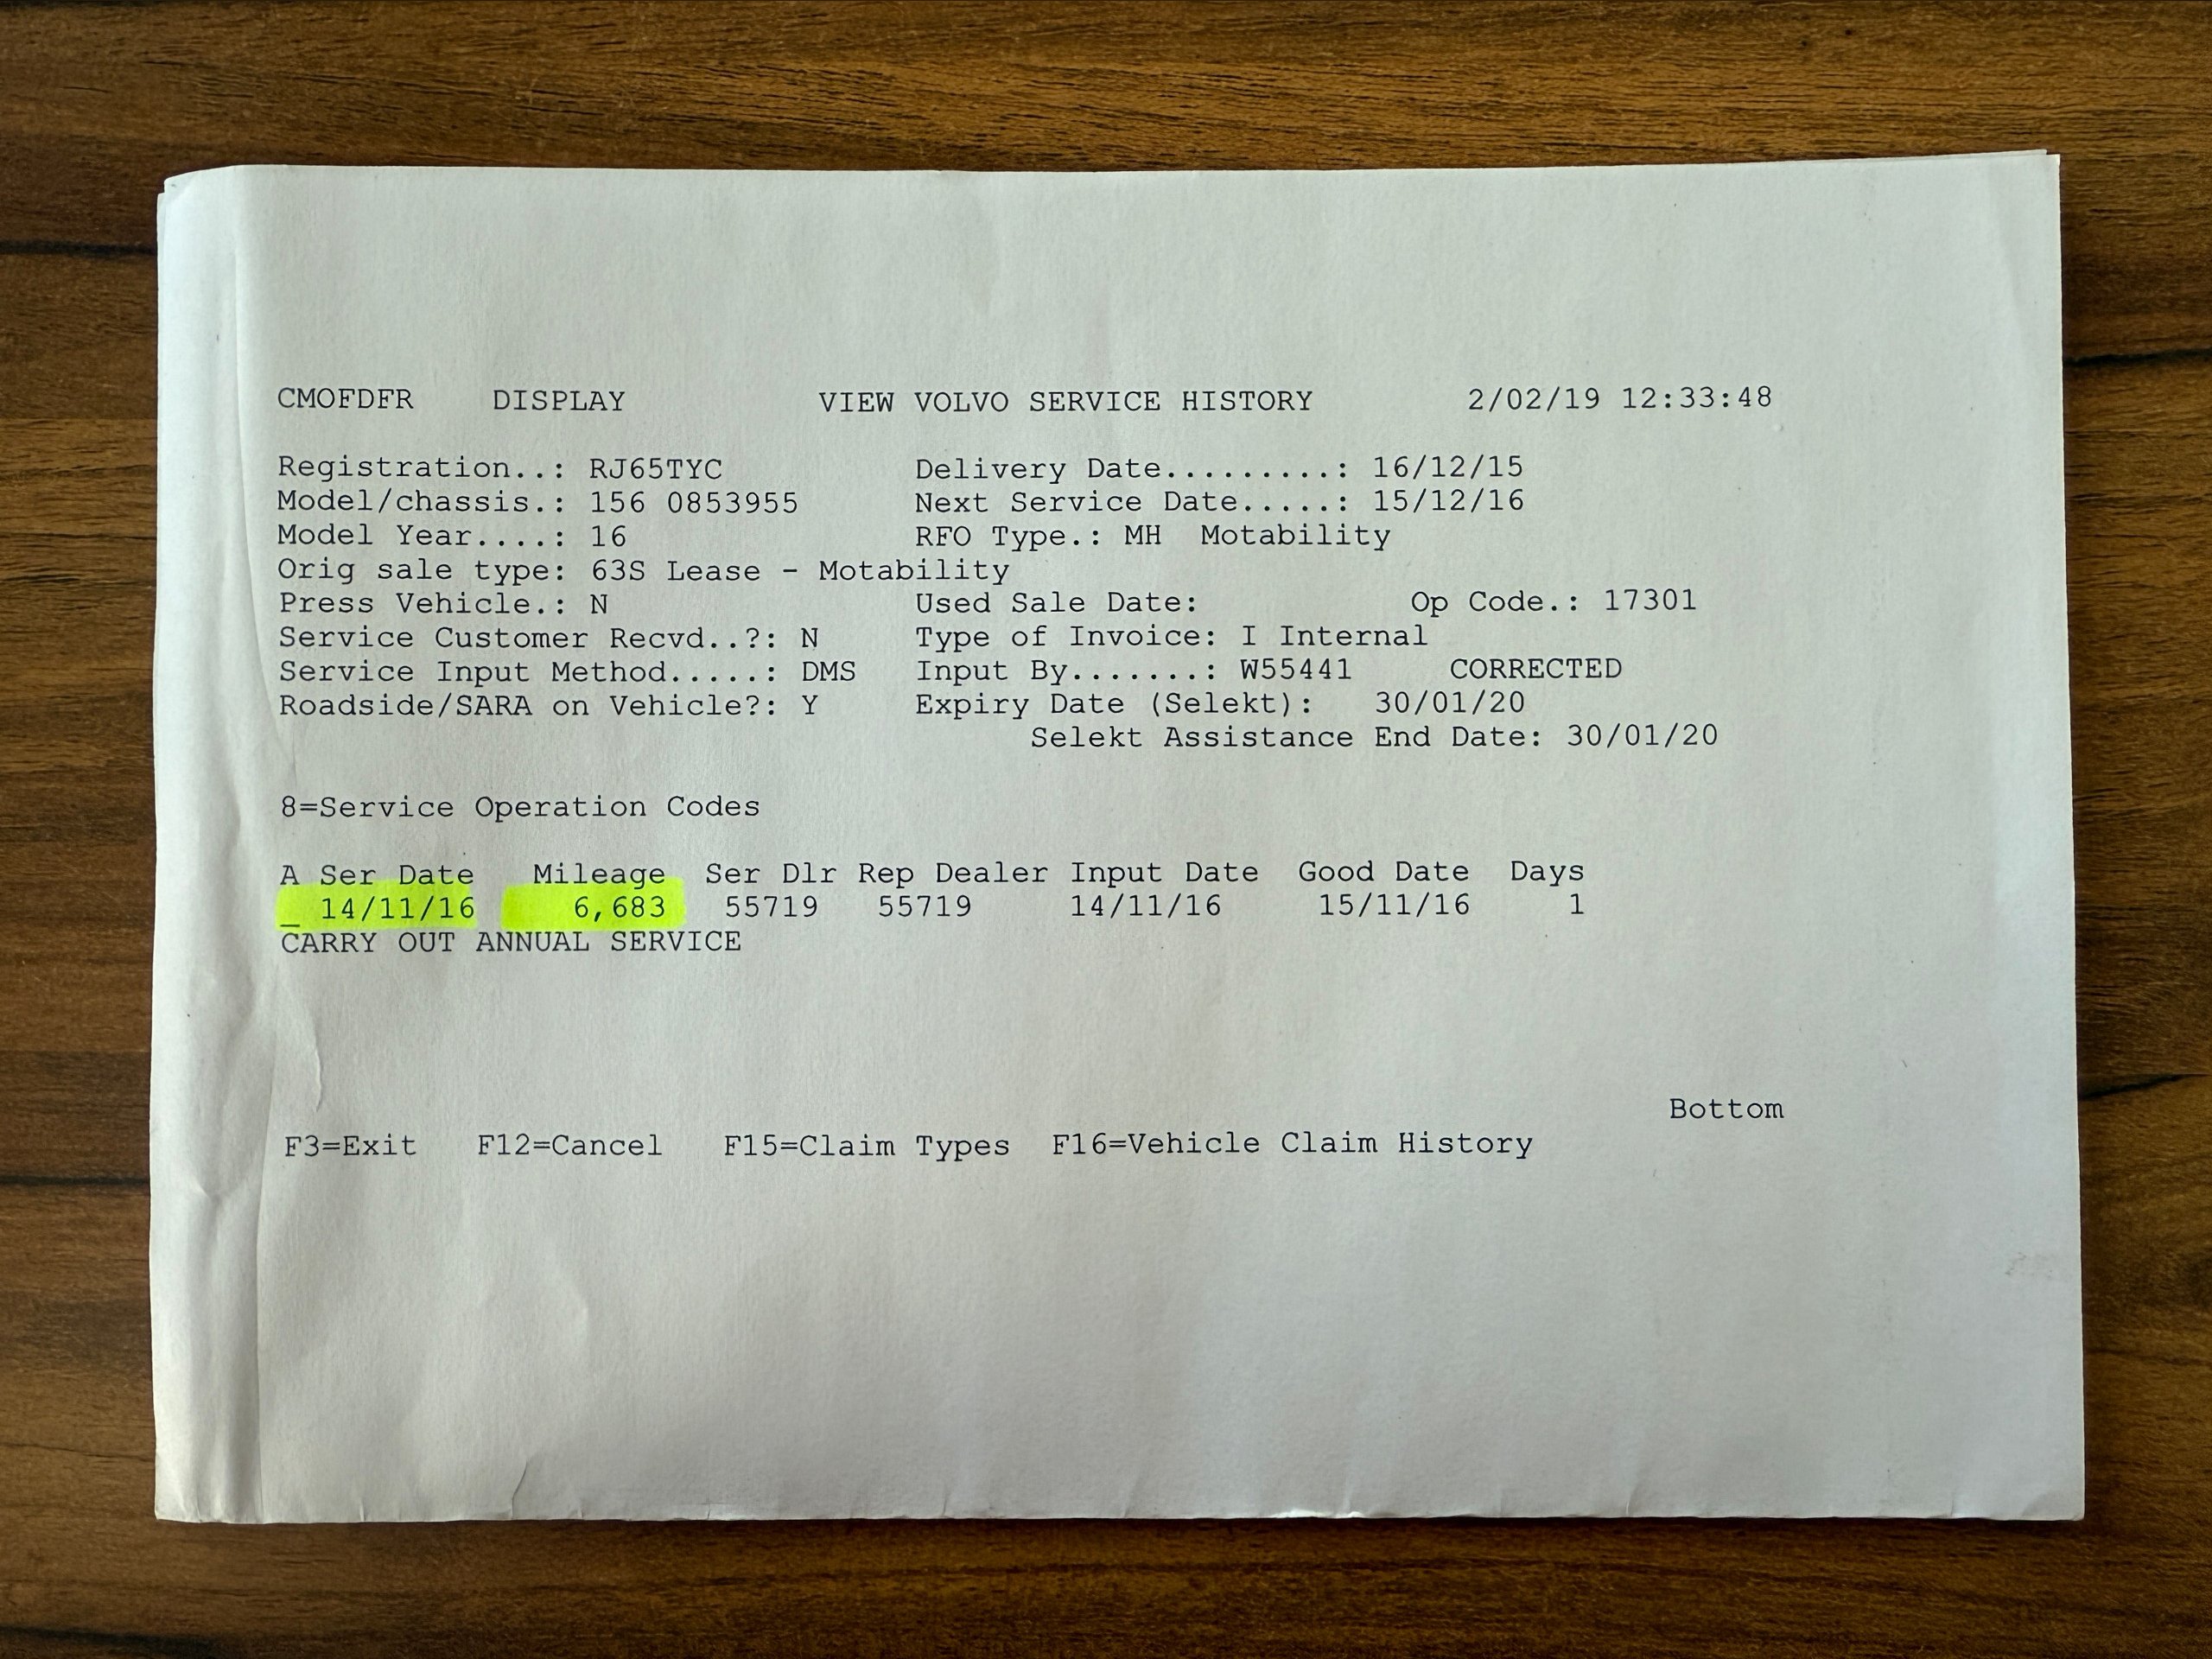 CMOFDFR DISPLAY VIEW VOLVO SERVICE HISTORY 2/02/19 12:33:48
Registration..: RJ65TYC Delivery Date.........: 16/12/15
Model/chassis.: 156 0853955 Next Service Date.....: 15/12/16
Model Year....: 16 RFO Type.: MH Motability
Orig sale type: 63S Lease - Motability
Press Vehicle.: N Used Sale Date: Op Code.: 17301
Service Customer Recvd..?: N Type of Invoice: I Internal
Service Input Method.....: DMS Input By.......: W55441 CORRECTED
Roadside/SARA on Vehicle?: Y Expiry Date (Selekt): 30/01/20
Selekt Assistance End Date: 30/01/20
8=Service Operation Codes
A Ser Date Mileage Ser Dlr Rep Dealer Input Date Good Date Days
_ 14/11/16 6,683 55719 55719 14/11/16 15/11/16 1
CARRY OUT ANNUAL SERVICE
Bottom
F3=Exit F12=Cancel F15=Claim Types F16=Vehicle Claim History